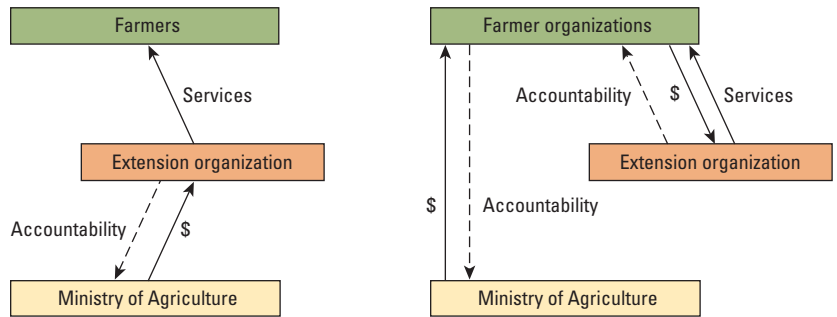 Farmers
Services
Extension organization
Accountability
$
Ministry of Agriculture
Farmer organizations
Accountability
$
Services
Extension organization
$
Accountability
Ministry of Agriculture